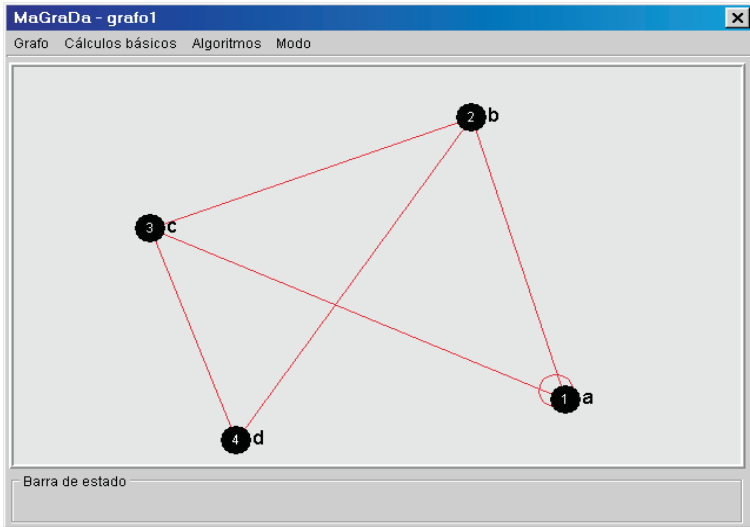 MaGraDa - grafo1
Grafo Cálculos básicos Algoritmos Modo
2 b
3 c
1 a
4 d
Barra de estado